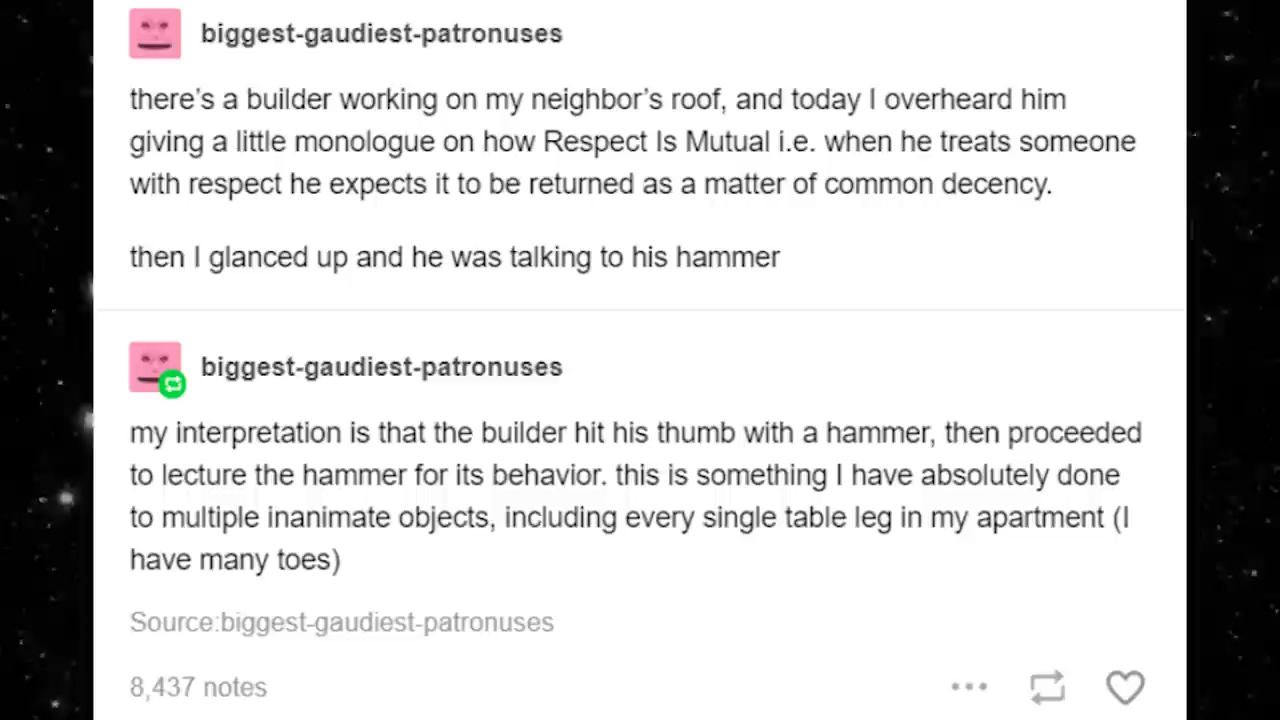 biggest-gaudiest-patronuses
there’s a builder working on my neighbor’s roof, and today I overheard him
giving a little monologue on how Respect Is Mutual i.e. when he treats someone
with respect he expects it to be returned as a matter of common decency.
then I glanced up and he was talking to his hammer
biggest-gaudiest-patronuses
my interpretation is that the builder hit his thumb with a hammer, then proceeded
to lecture the hammer for its behavior. this is something I have absolutely done
to multiple inanimate objects, including every single table leg in my apartment (I
have many toes)
Source:biggest-gaudiest-patronuses
8,437 notes